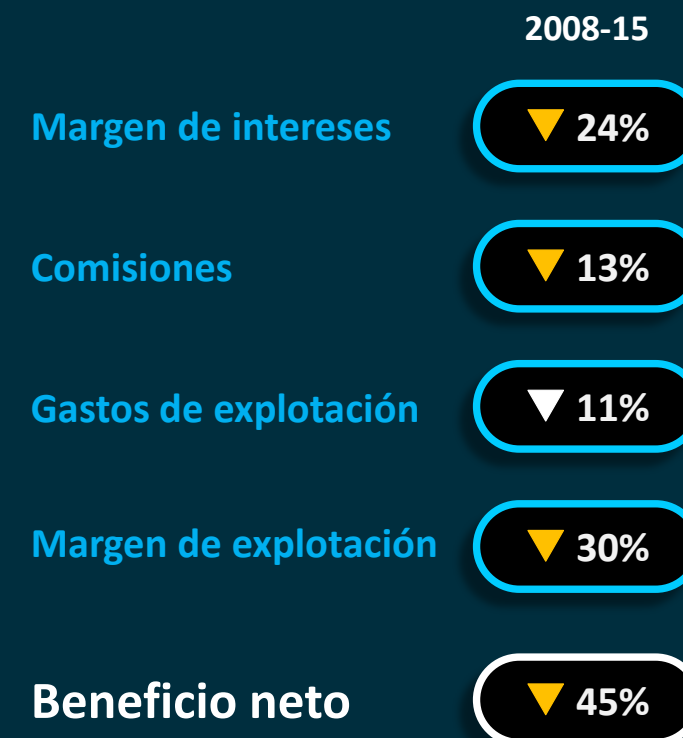 2008-15
Margen de intereses ▼ 24%
Comisiones ▼ 13%
Gastos de explotación ▼ 11%
Margen de explotación ▼ 30%
Beneficio neto ▼ 45%